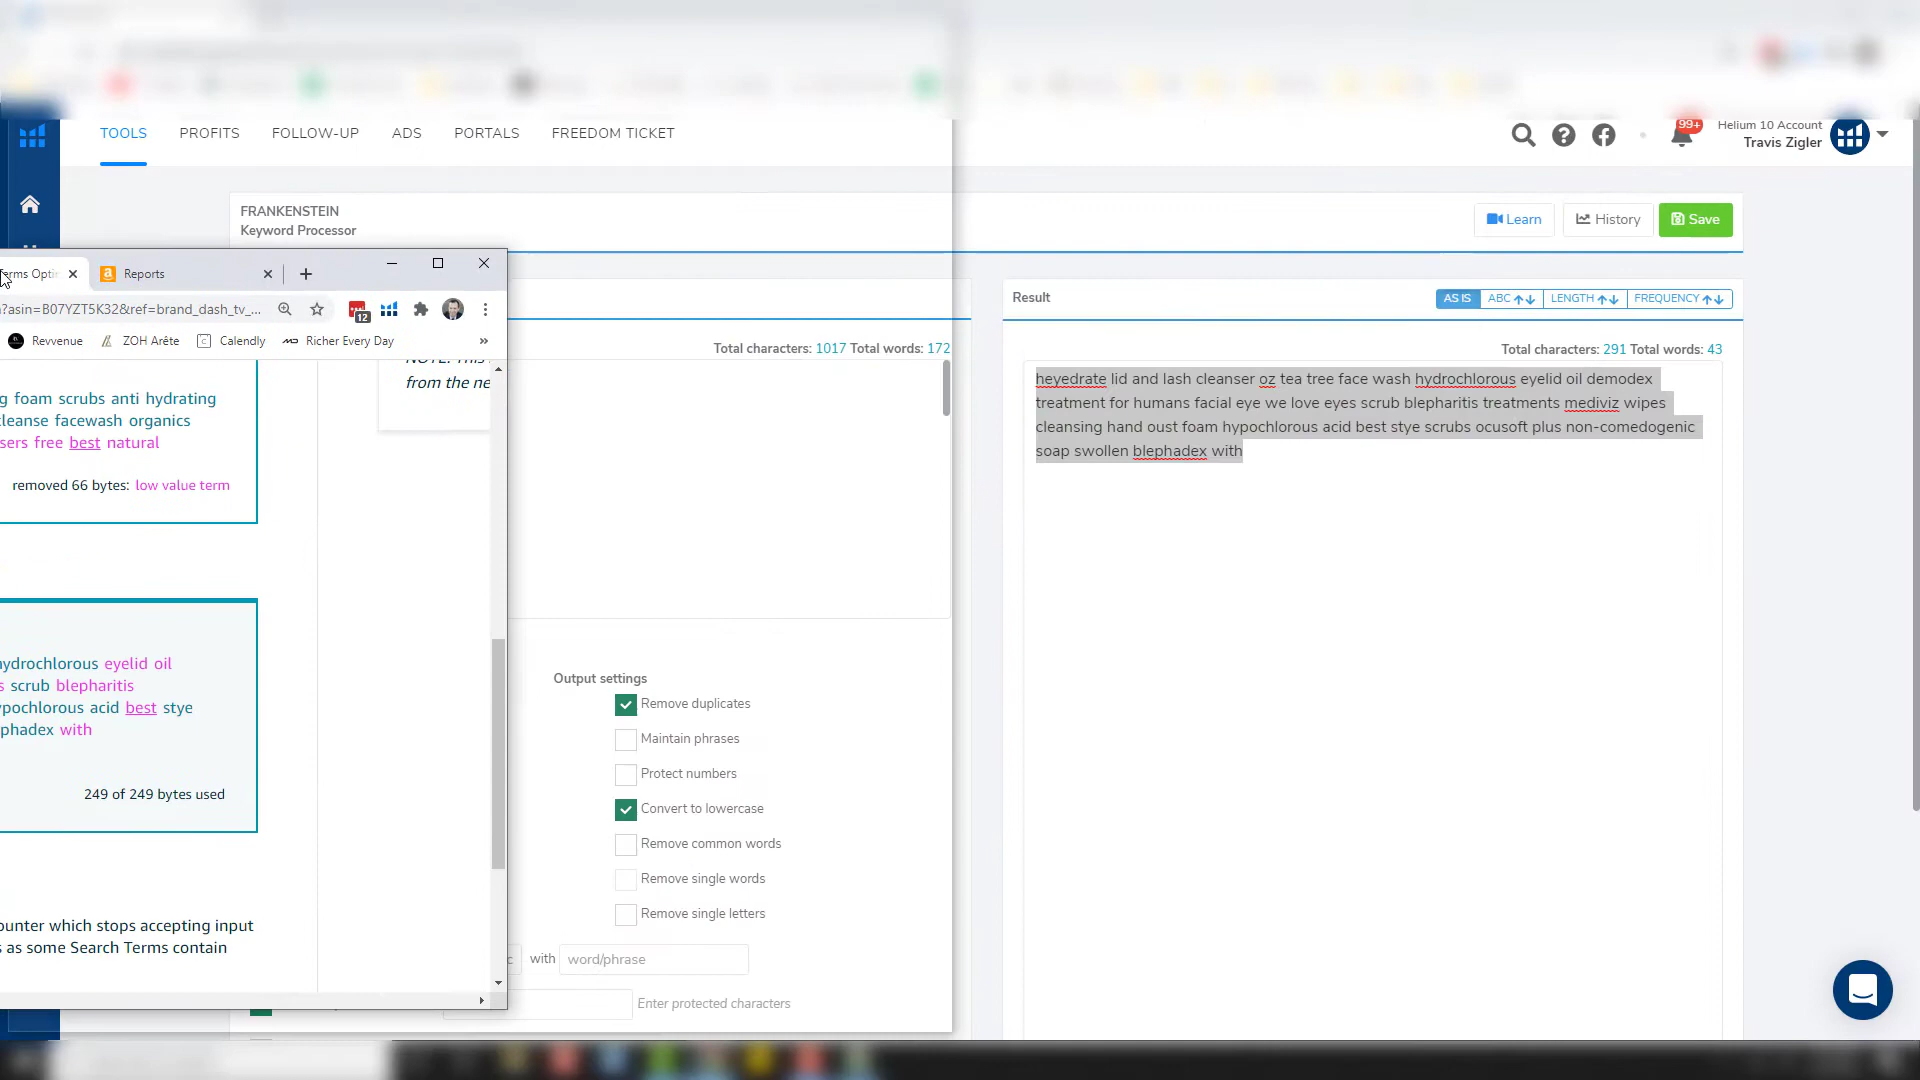 TOOLS PROFITS FOLLOW-UP ADS PORTALS FREEDOM TICKET
99+
Helium 10 Account
Travis Zigler
FRANKENSTEIN
Keyword Processor
Learn History Save
Reports
?asin=B07YZT5K32&ref=brand_dash_tv_...
12
Revvenue ZOH Arête Calendly Richer Every Day »
from the ne
g foam scrubs anti hydrating
cleanse facewash organics
sers free best natural
removed 66 bytes: low value term
hydrochlorous eyelid oil
s scrub blepharitis
ypochlorous acid best stye
phadex with
249 of 249 bytes used
ounter which stops accepting input
s as some Search Terms contain
Total characters: 1017 Total words: 172
Output settings
Remove duplicates
Maintain phrases
Protect numbers
Convert to lowercase
Remove common words
Remove single words
Remove single letters
c with word/phrase
Enter protected characters
Result
AS IS ABC LENGTH FREQUENCY
Total characters: 291 Total words: 43
heyedrate lid and lash cleanser oz tea tree face wash hydrochlorous eyelid oil demodex
treatment for humans facial eye we love eyes scrub blepharitis treatments mediviz wipes
cleansing hand oust foam hypochlorous acid best stye scrubs ocusoft plus non-comedogenic
soap swollen blephadex with